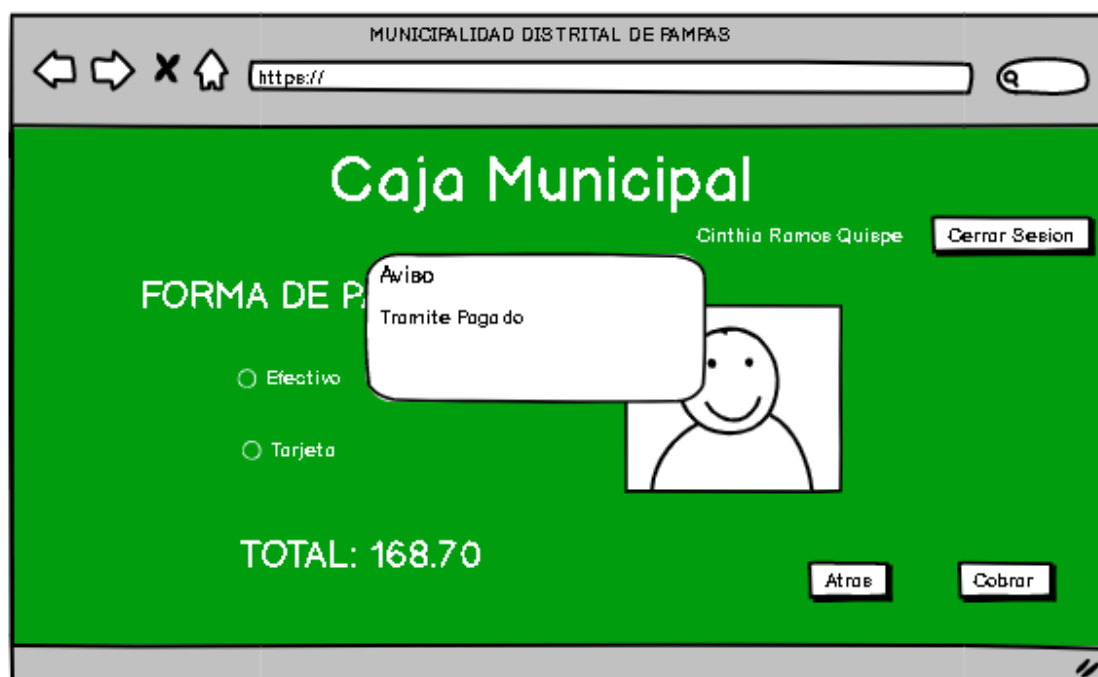 MUNICIPALIDAD DISTRITAL DE PAMPAS
https://
Caja Municipal
Cinthia Ramos Quispe
Cerrar Sesion
FORMA DE PA
Aviso
Tramite Pagado
Efectivo
Tarjeta
TOTAL: 168.70
Atras
Cobrar